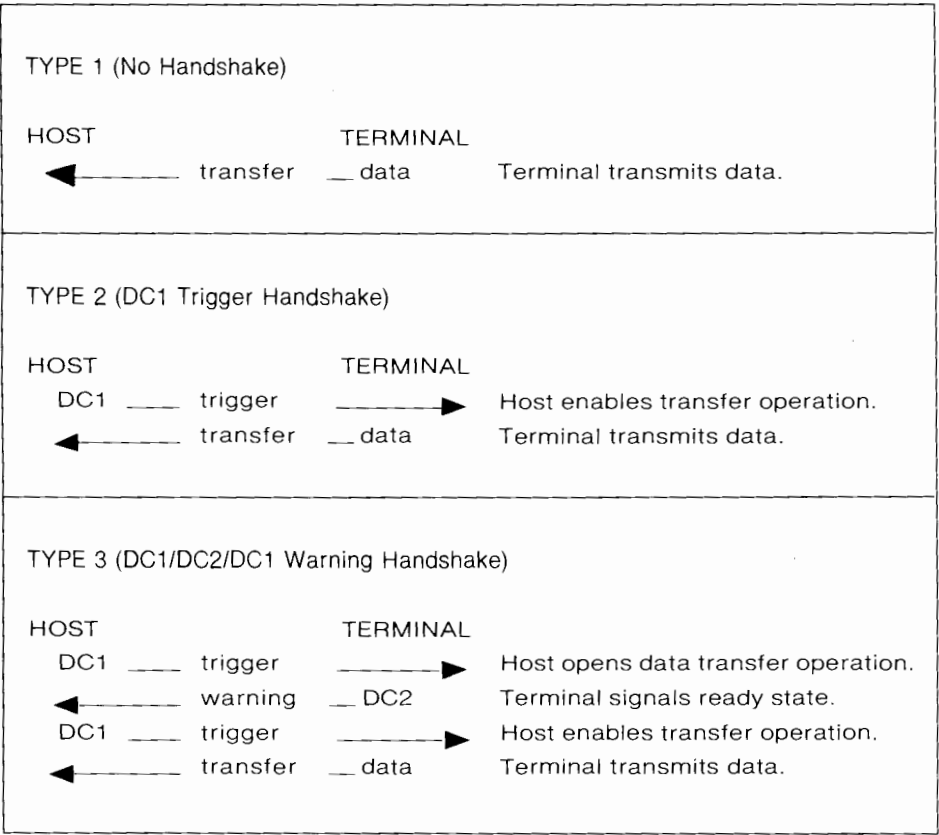 TYPE 1 (No Handshake)
HOST TERMINAL
transfer data Terminal transmits data.
TYPE 2 (DC1 Trigger Handshake)
HOST TERMINAL
DC1 trigger Host enables transfer operation.
transfer data Terminal transmits data.
TYPE 3 (DC1/DC2/DC1 Warning Handshake)
HOST TERMINAL
DC1 trigger Host opens data transfer operation.
warning DC2 Terminal signals ready state.
DC1 trigger Host enables transfer operation.
transfer data Terminal transmits data.